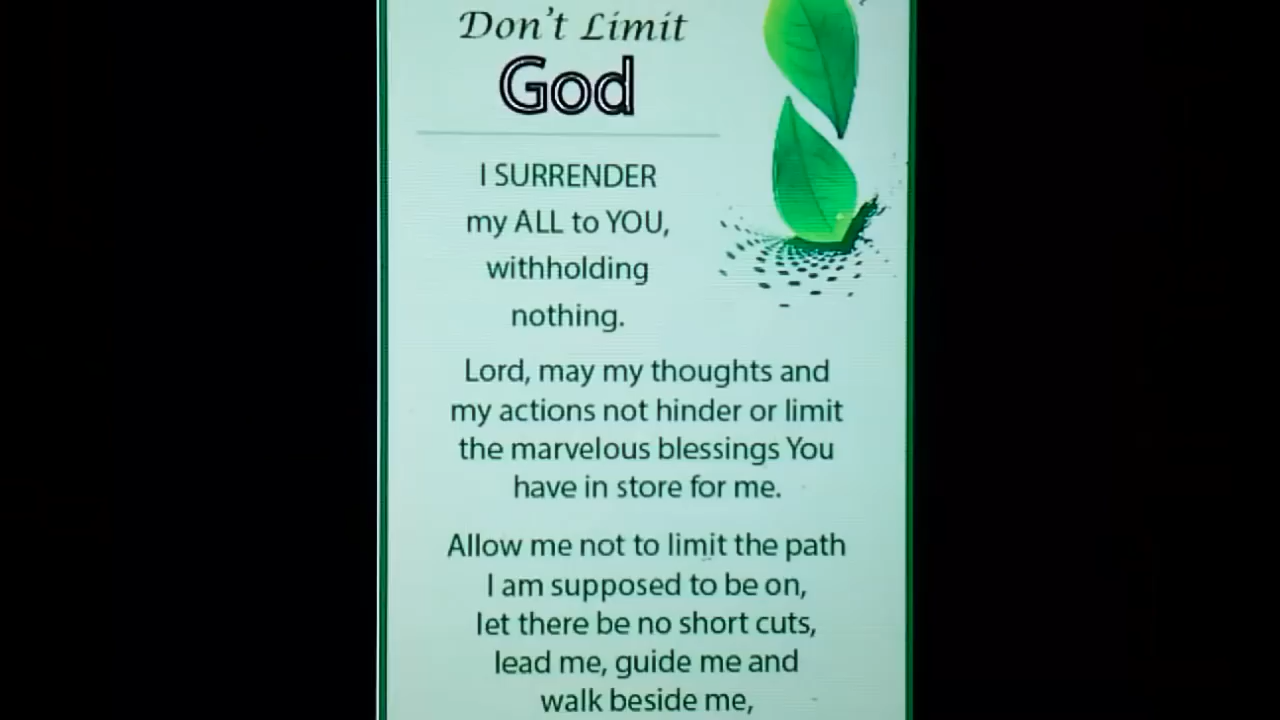 Don't Limit
God
I SURRENDER
my ALL to YOU,
withholding
nothing.
Lord, may my thoughts and
my actions not hinder or limit
the marvelous blessings You
have in store for me.
Allow me not to limit the path
I am supposed to be on,
let there be no short cuts,
lead me, guide me and
walk beside me,